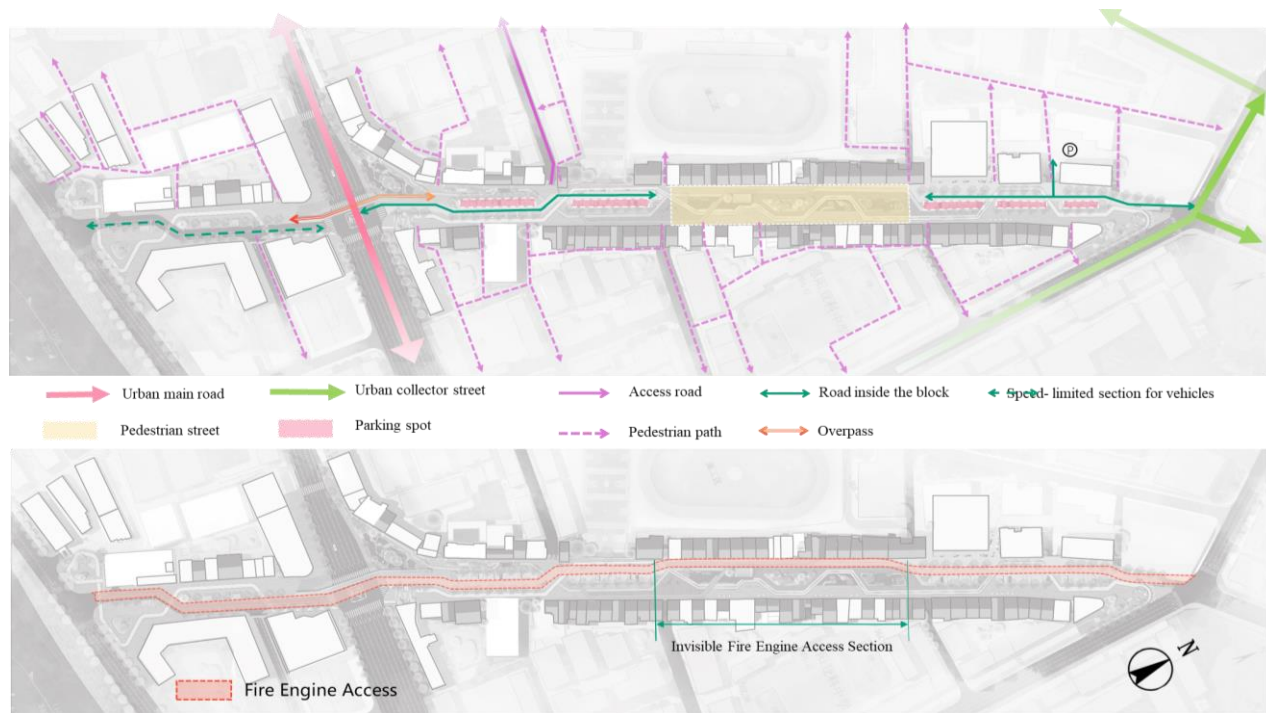 P
Urban main road
Urban collector street
Access road
Road inside the block
Speed- limited section for vehicles
Pedestrian street
Parking spot
Pedestrian path
Overpass
Invisible Fire Engine Access Section
Fire Engine Access
N